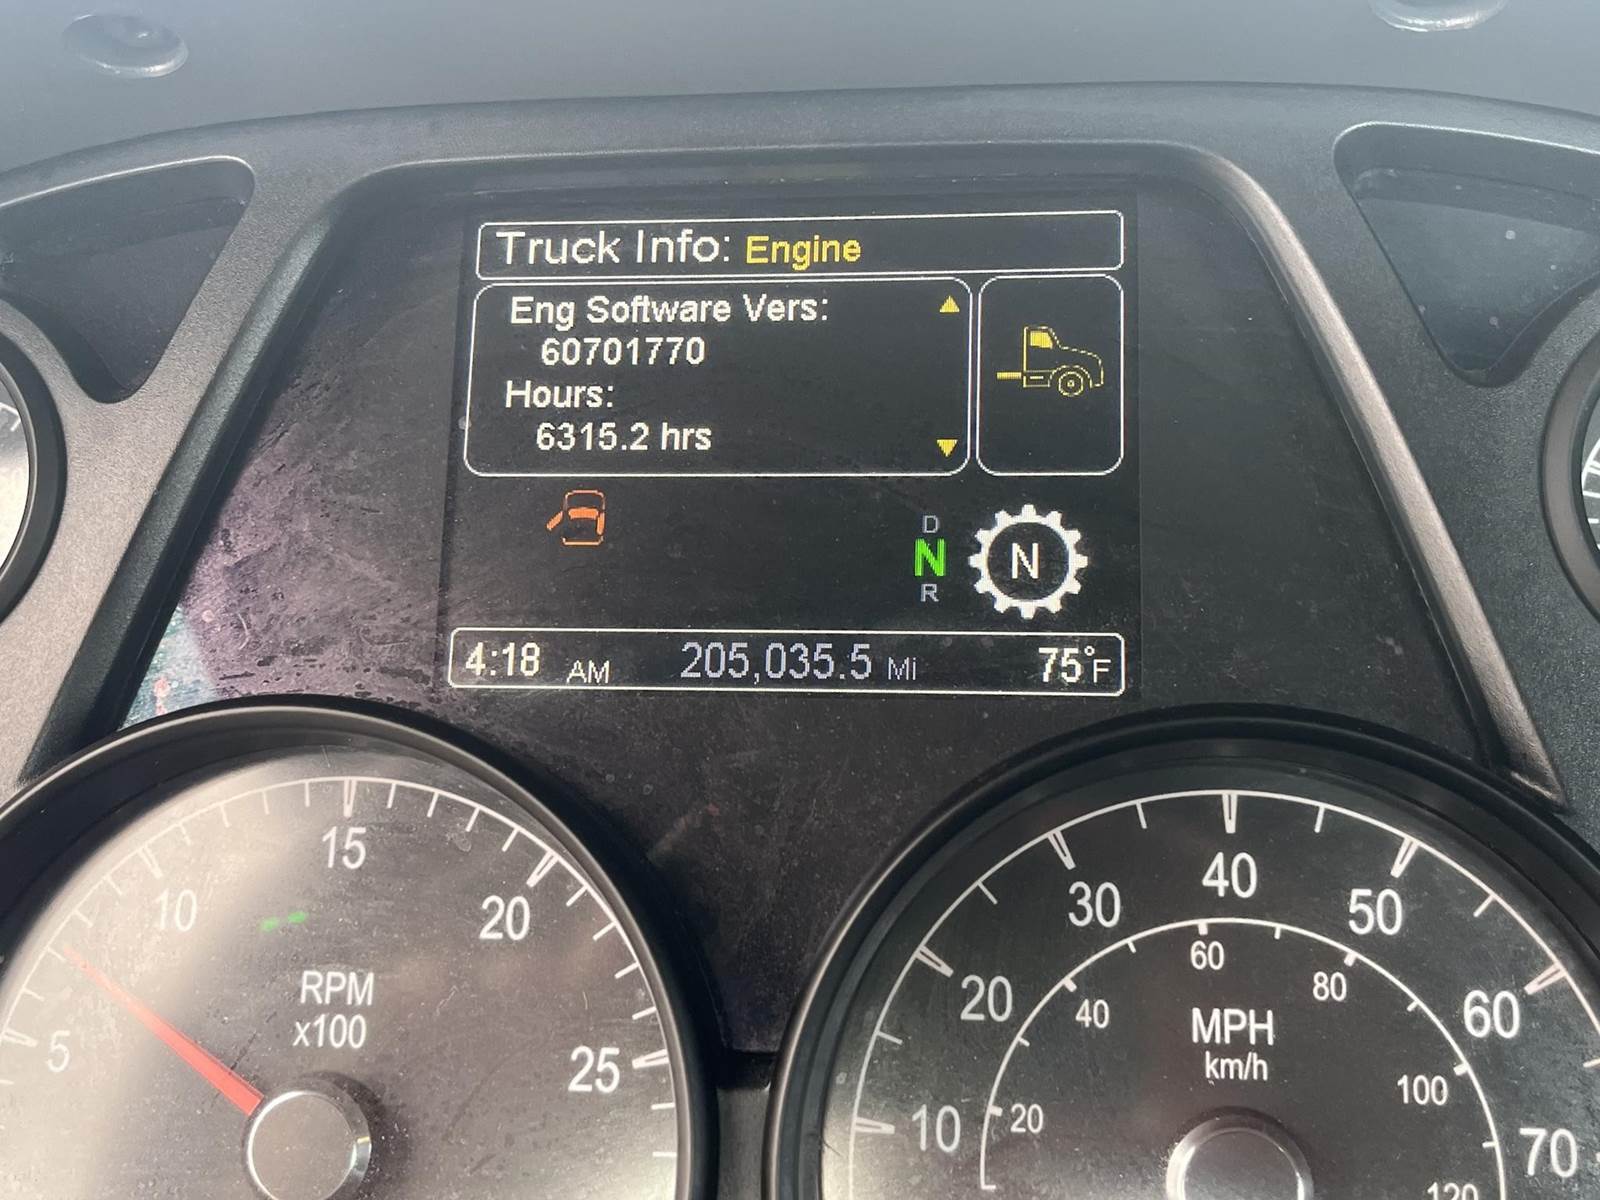 Truck Info: Engine
Eng Software Vers:
60701770
Hours:
6315.2 hrs
D
N
R
N
4:18 AM 205,035.5 Mi 75°F
5
10
15
20
25
RPM
x100
10
20
30
40
50
60
70
20
40
60
80
100
120
MPH
km/h